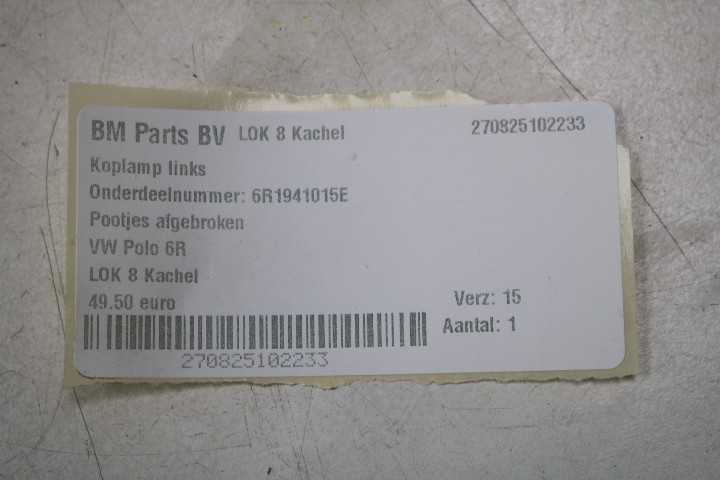 BM Parts BV LOK 8 Kachel 270825102233
Koplamp links
Onderdeelnummer: 6R1941015E
Pootjes afgebroken
VW Polo 6R
LOK 8 Kachel
49.50 euro Verz: 15
Aantal: 1
270825102233